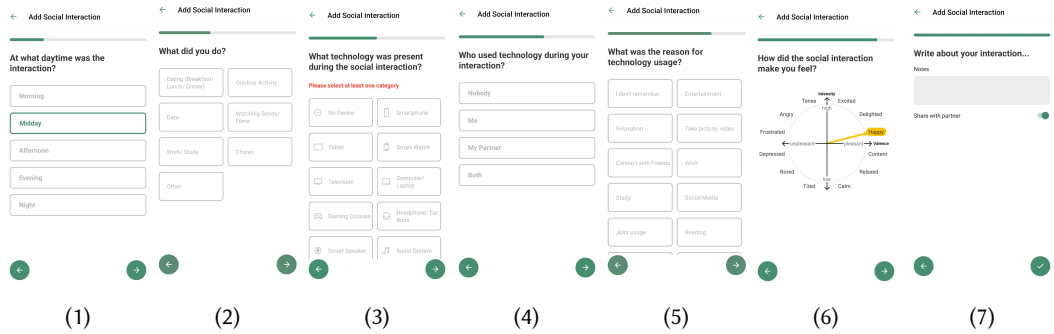 Add Social Interaction
At what daytime was the
interaction?
Morning
Midday
Afternoon
Evening
Night
(1)
Add Social Interaction
What did you do?
Eating (Breakfast/
Lunch/ Dinner)
Outdoor Activity
Date
Watching Series/
Films
Work/ Study
Chores
Other
(2)
Add Social Interaction
What technology was present
during the social interaction?
Please select at least one category
No Device
Smartphone
Tablet
Smart Watch
Television
Computer/
Laptop
Gaming Console
Headphone/ Ear
Buds
Smart Speaker
Audio System
(3)
Add Social Interaction
Who used technology during your
interaction?
Nobody
Me
My Partner
Both
(4)
Add Social Interaction
What was the reason for
technology usage?
I don't remember
Entertainment
Relaxation
Take picture/ video
Connect with Friends
Work
Study
Social Media
Joint usage
Reading
(5)
Add Social Interaction
How did the social interaction
make you feel?
Intensity
Tense
high
Excited
Angry
Delighted
Frustrated
Happy
unpleasant
pleasant
Valence
Depressed
Content
Bored
Relaxed
low
Tired
Calm
(6)
Add Social Interaction
Write about your interaction...
Notes
Share with partner
(7)